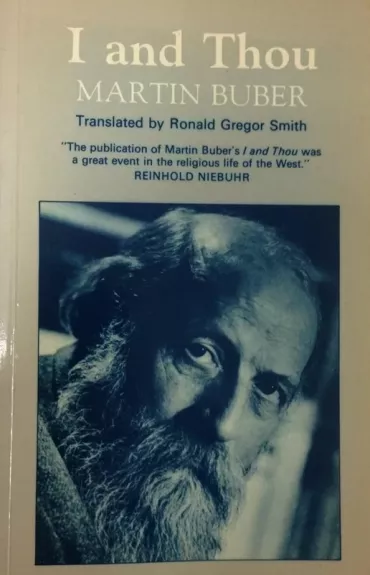 I and Thou
MARTIN BUBER
Translated by Ronald Gregor Smith
"The publication of Martin Buber's I and Thou was
a great event in the religious life of the West."
REINHOLD NIEBUHR